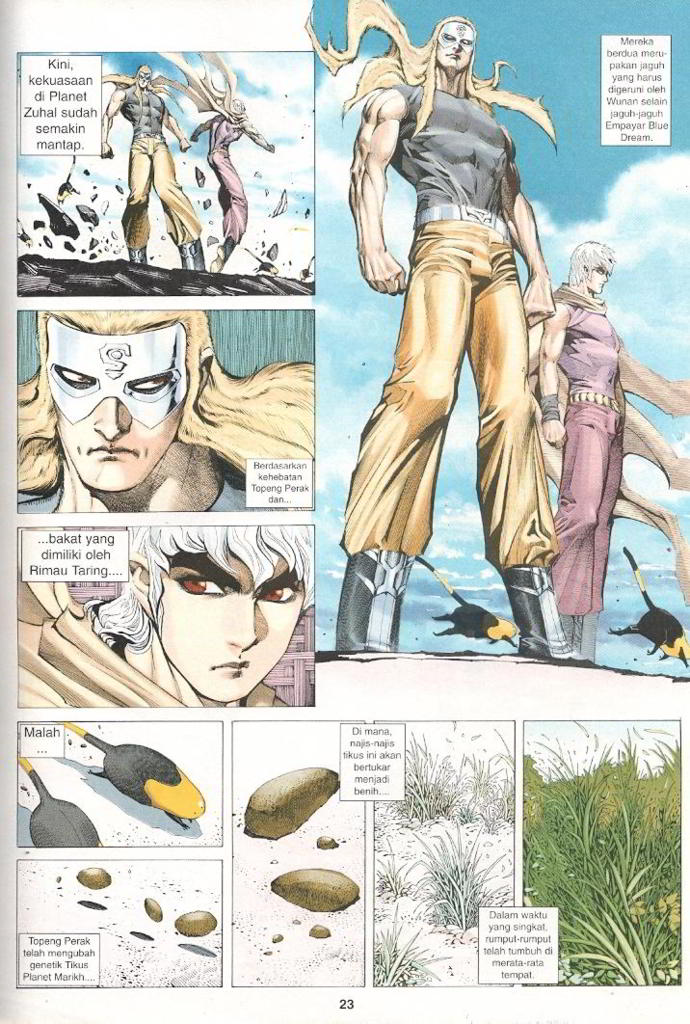 Kini,
kekuasaan
di Planet
Zuhal sudah
semakin
mantap.
Mereka
berdua meru-
pakan jaguh
yang harus
digeruni oleh
Wunan selain
jaguh-jaguh
Empayar Blue
Dream.
Berdasarkan
kehebatan
Topeng Perak
dan...
...bakat yang
dimiliki oleh
Rimau Taring....
Malah
...
Topeng Perak
telah mengubah
genetik Tikus
Planet Marikh....
Di mana,
najis-najis
tikus ini akan
bertukar
menjadi
benih....
Dalam waktu
yang singkat,
rumput-rumput
telah tumbuh di
merata-rata
tempat.
23